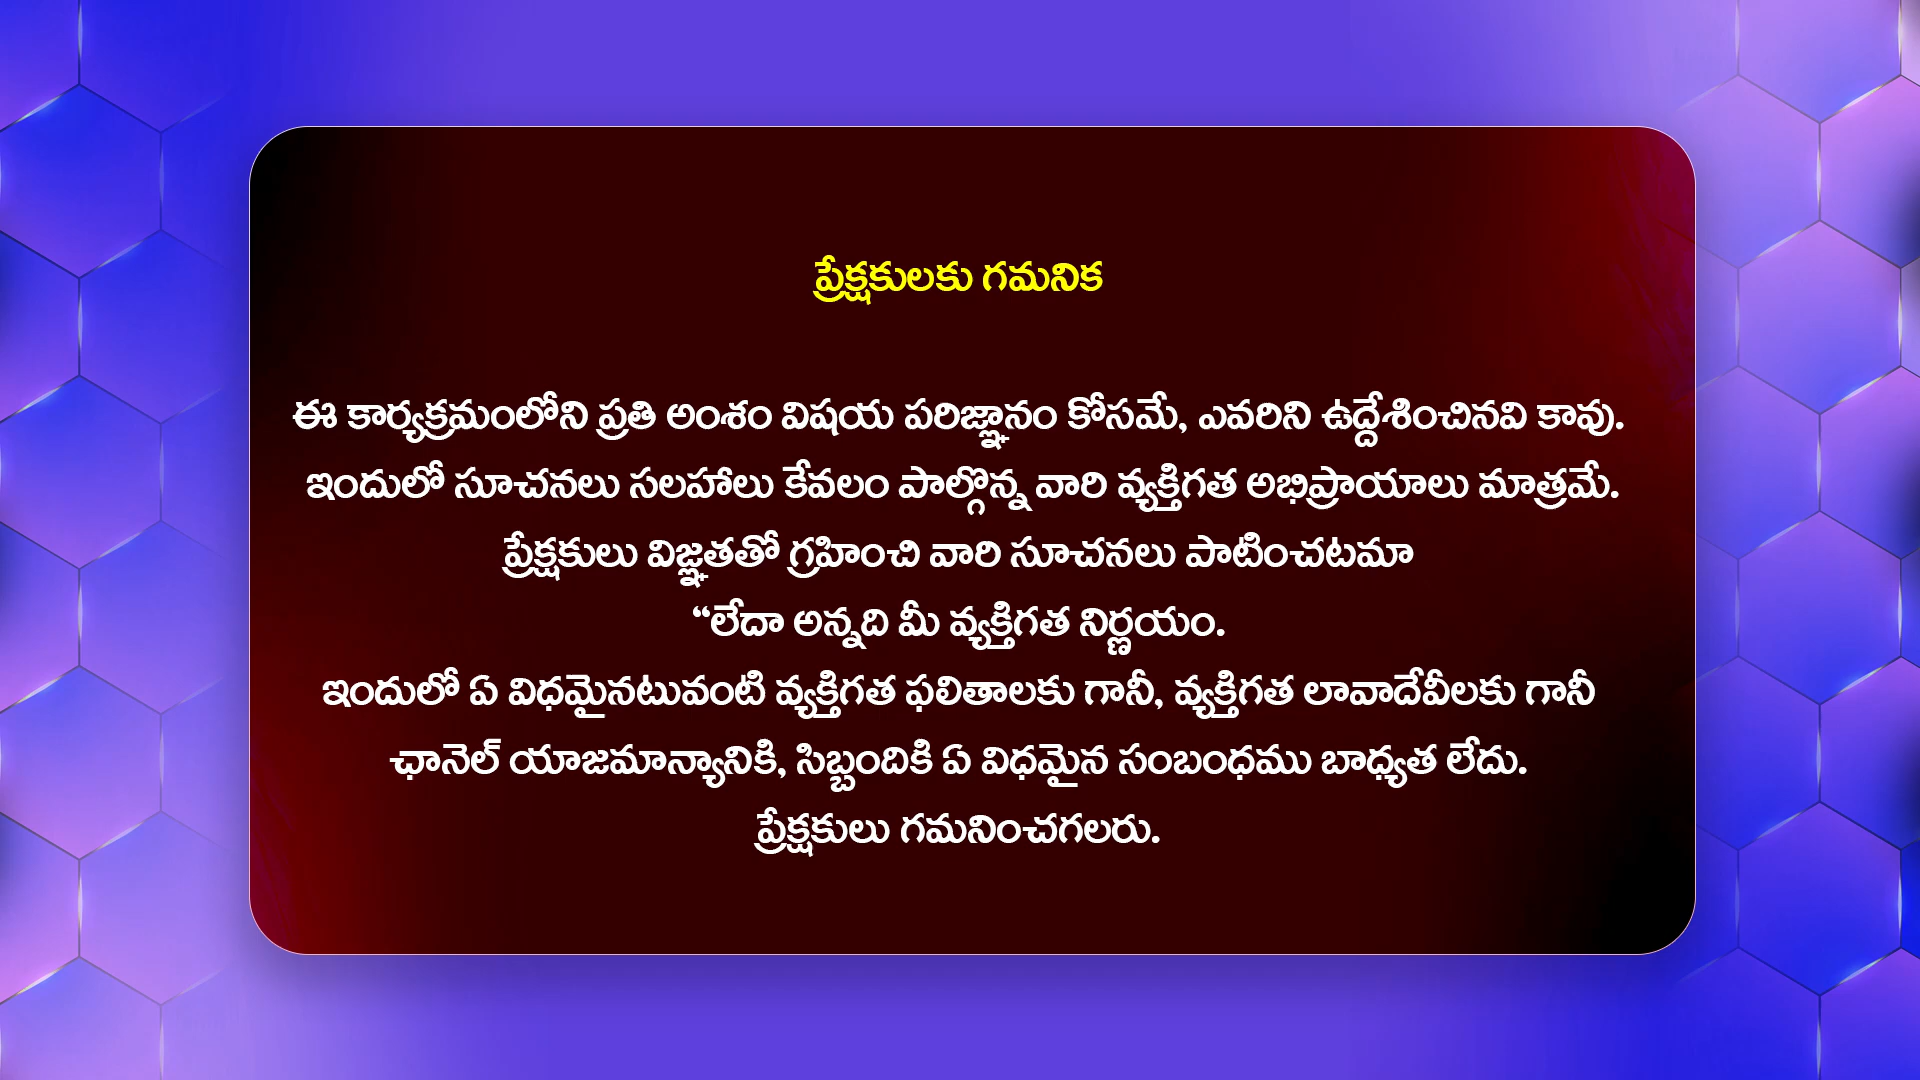 ప్రేక్షకులకు గమనిక
ఈ కార్యక్రమంలోని ప్రతి అంశం విషయ పరిజ్ఞానం కోసమే, ఎవరిని ఉద్దేశించినవి కావు.
ఇందులో సూచనలు సలహాలు కేవలం పాల్గొన్న వారి వ్యక్తిగత అభిప్రాయాలు మాత్రమే.
ప్రేక్షకులు విజ్ఞతతో గ్రహించి వారి సూచనలు పాటించటమా
“లేదా అన్నది మీ వ్యక్తిగత నిర్ణయం.
ఇందులో ఏ విధమైనటువంటి వ్యక్తిగత ఫలితాలకు గానీ, వ్యక్తిగత లావాదేవీలకు గానీ
ఛానెల్ యాజమాన్యానికి, సిబ్బందికి ఏ విధమైన సంబంధము బాధ్యత లేదు.
ప్రేక్షకులు గమనించగలరు.